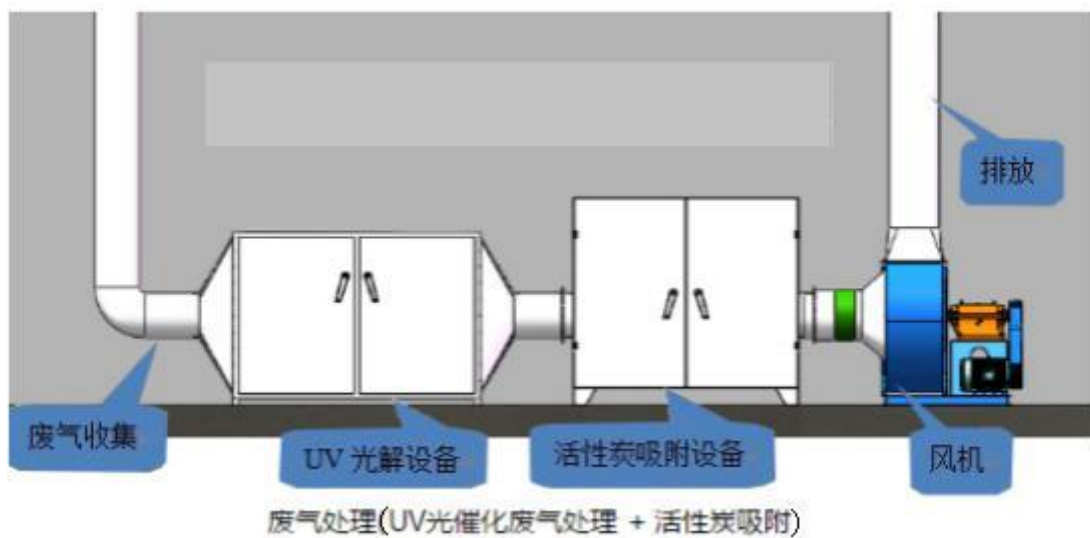 排放
废气收集
UV 光解设备
活性炭吸附设备
风机
废气处理(UV光催化废气处理 + 活性炭吸附)